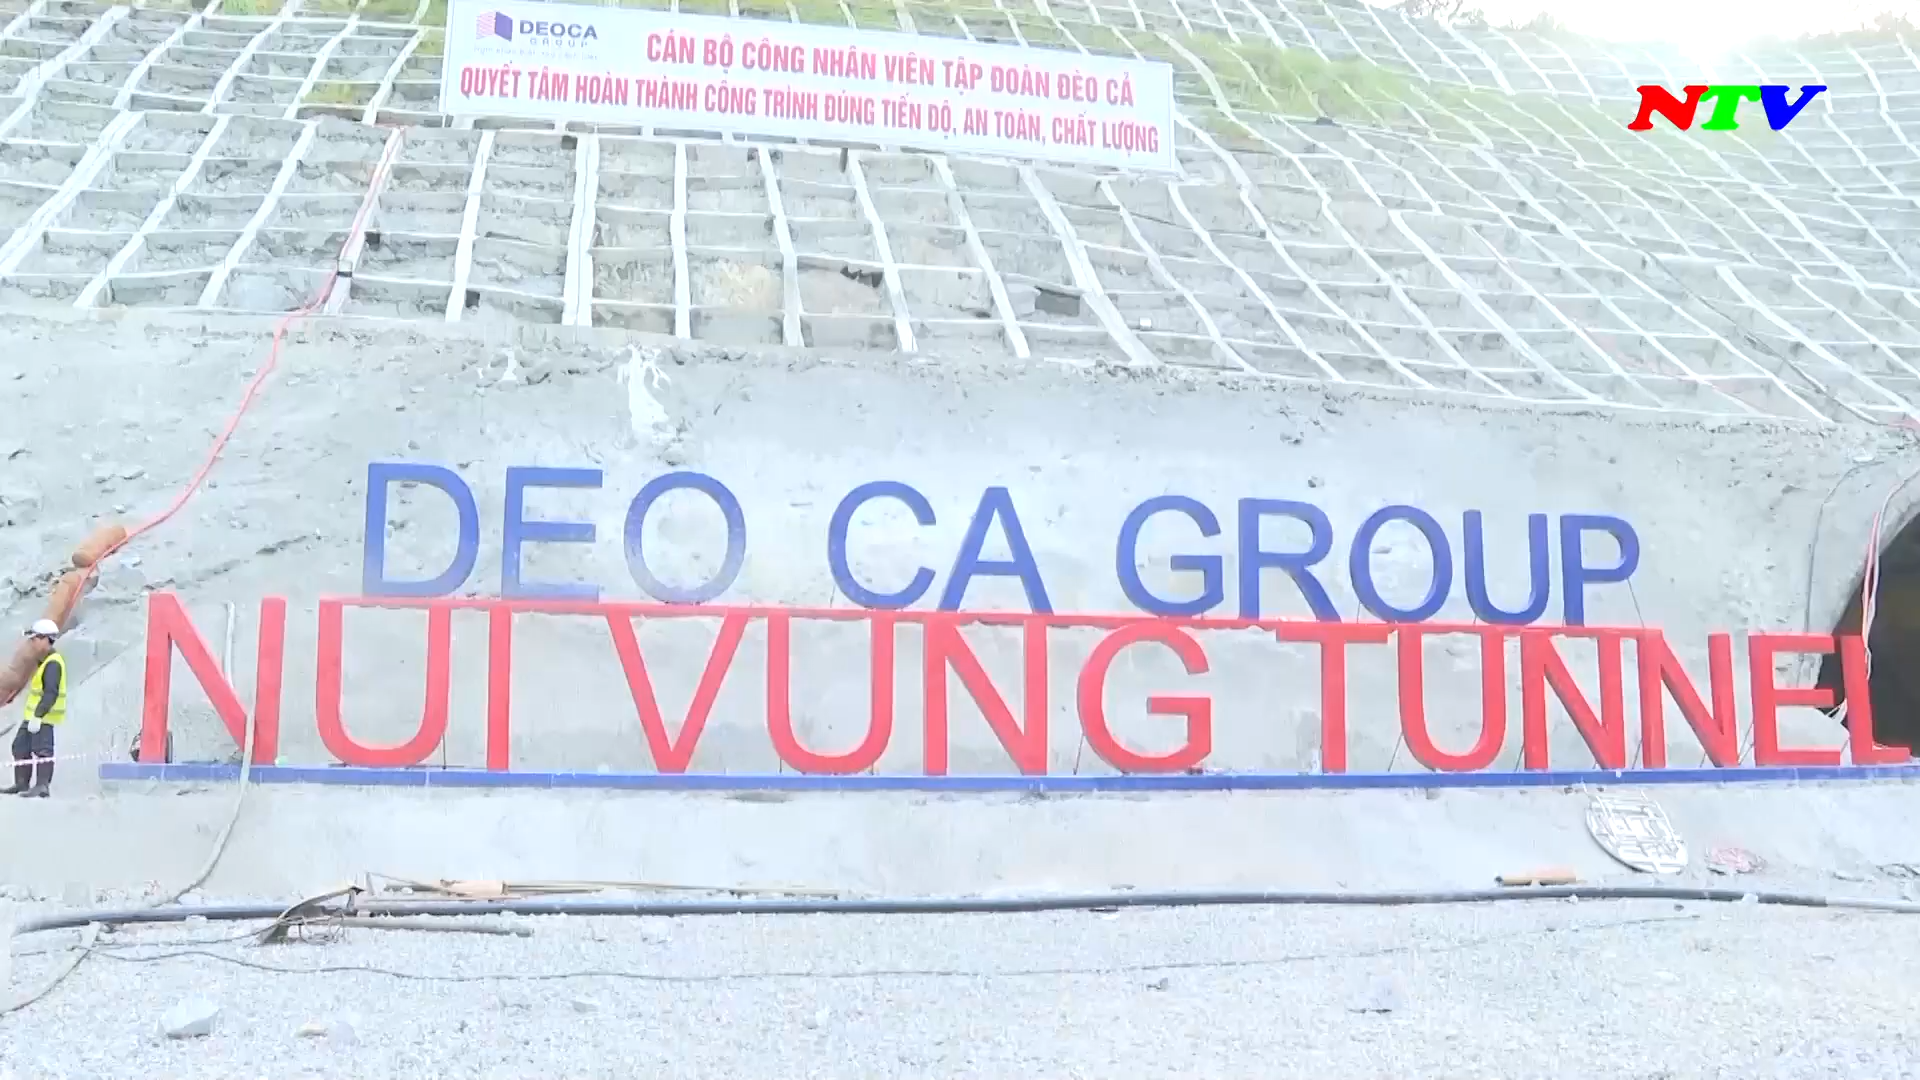 DEOCA
GROUP
CÁN BỘ CÔNG NHÂN VIÊN TẬP ĐOÀN ĐÈO CẢ
QUYẾT TÂM HOÀN THÀNH CÔNG TRÌNH ĐÚNG TIẾN ĐỘ, AN TOÀN, CHẤT LƯỢNG
NTV
DEO CA GROUP
NUI VUNG TUNNEL